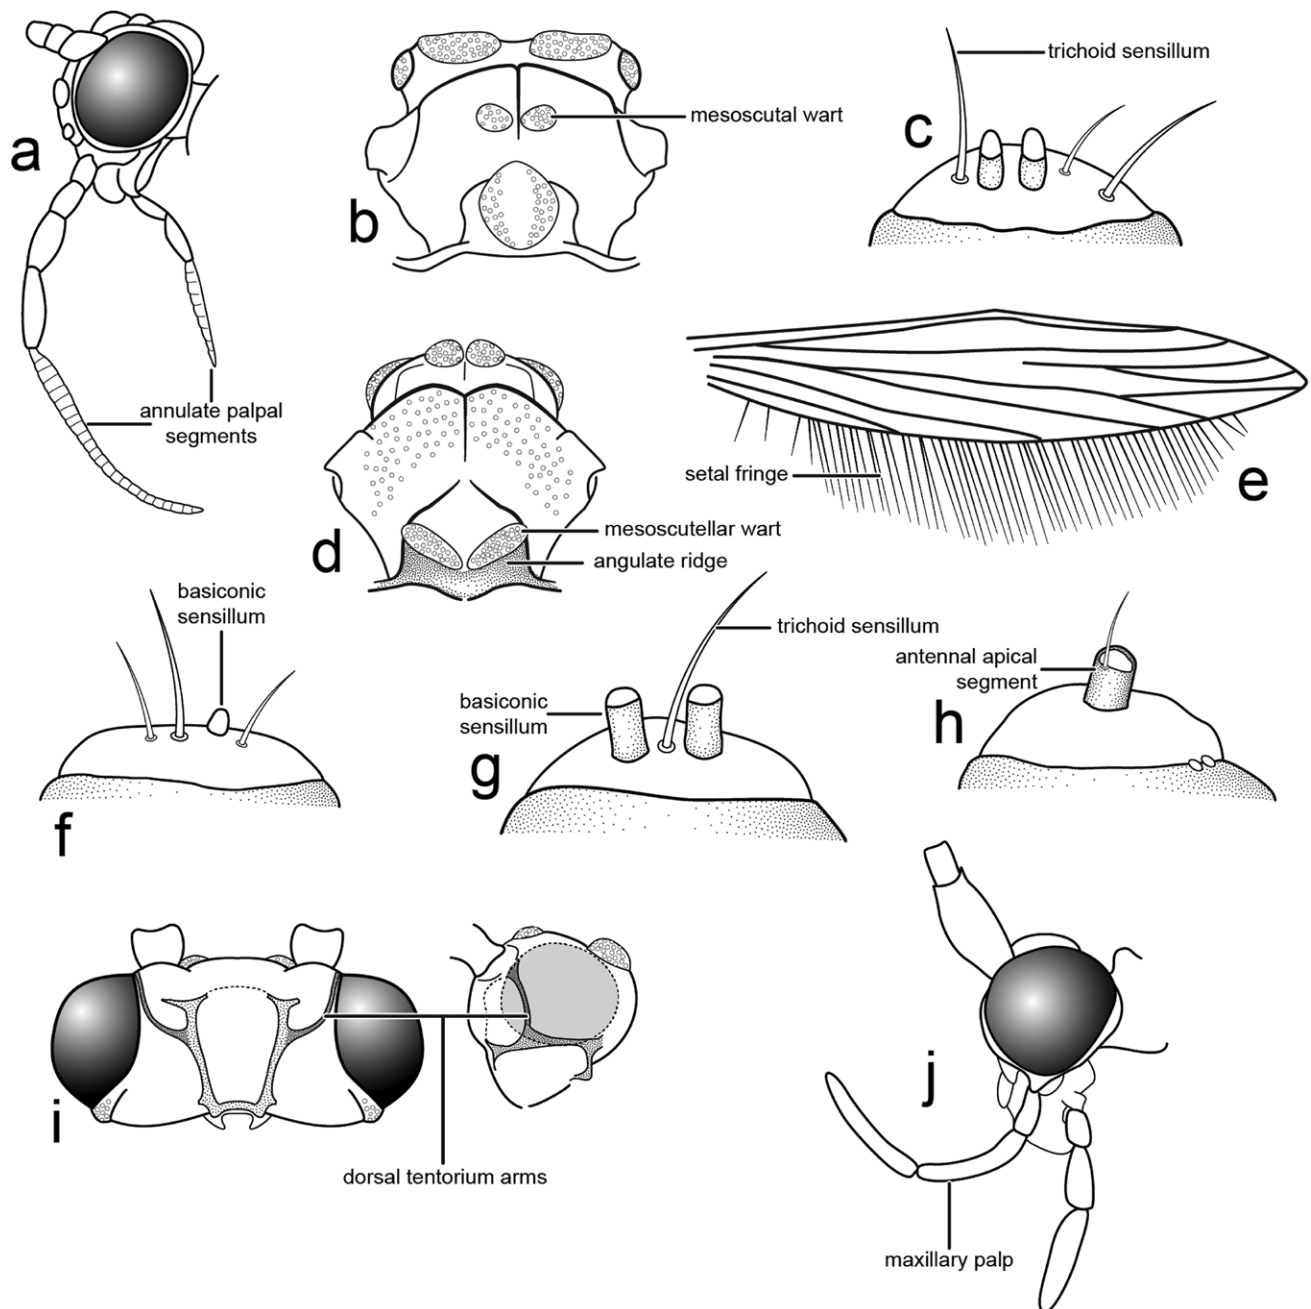 a
annulate palpal
segments
b
mesoscutal wart
c
trichoid sensillum
d
mesoscutellar wart
angulate ridge
e
setal fringe
f
basiconic
sensillum
g
basiconic
sensillum
trichoid sensillum
h
antennal apical
segment
i
dorsal tentorium arms
j
maxillary palp